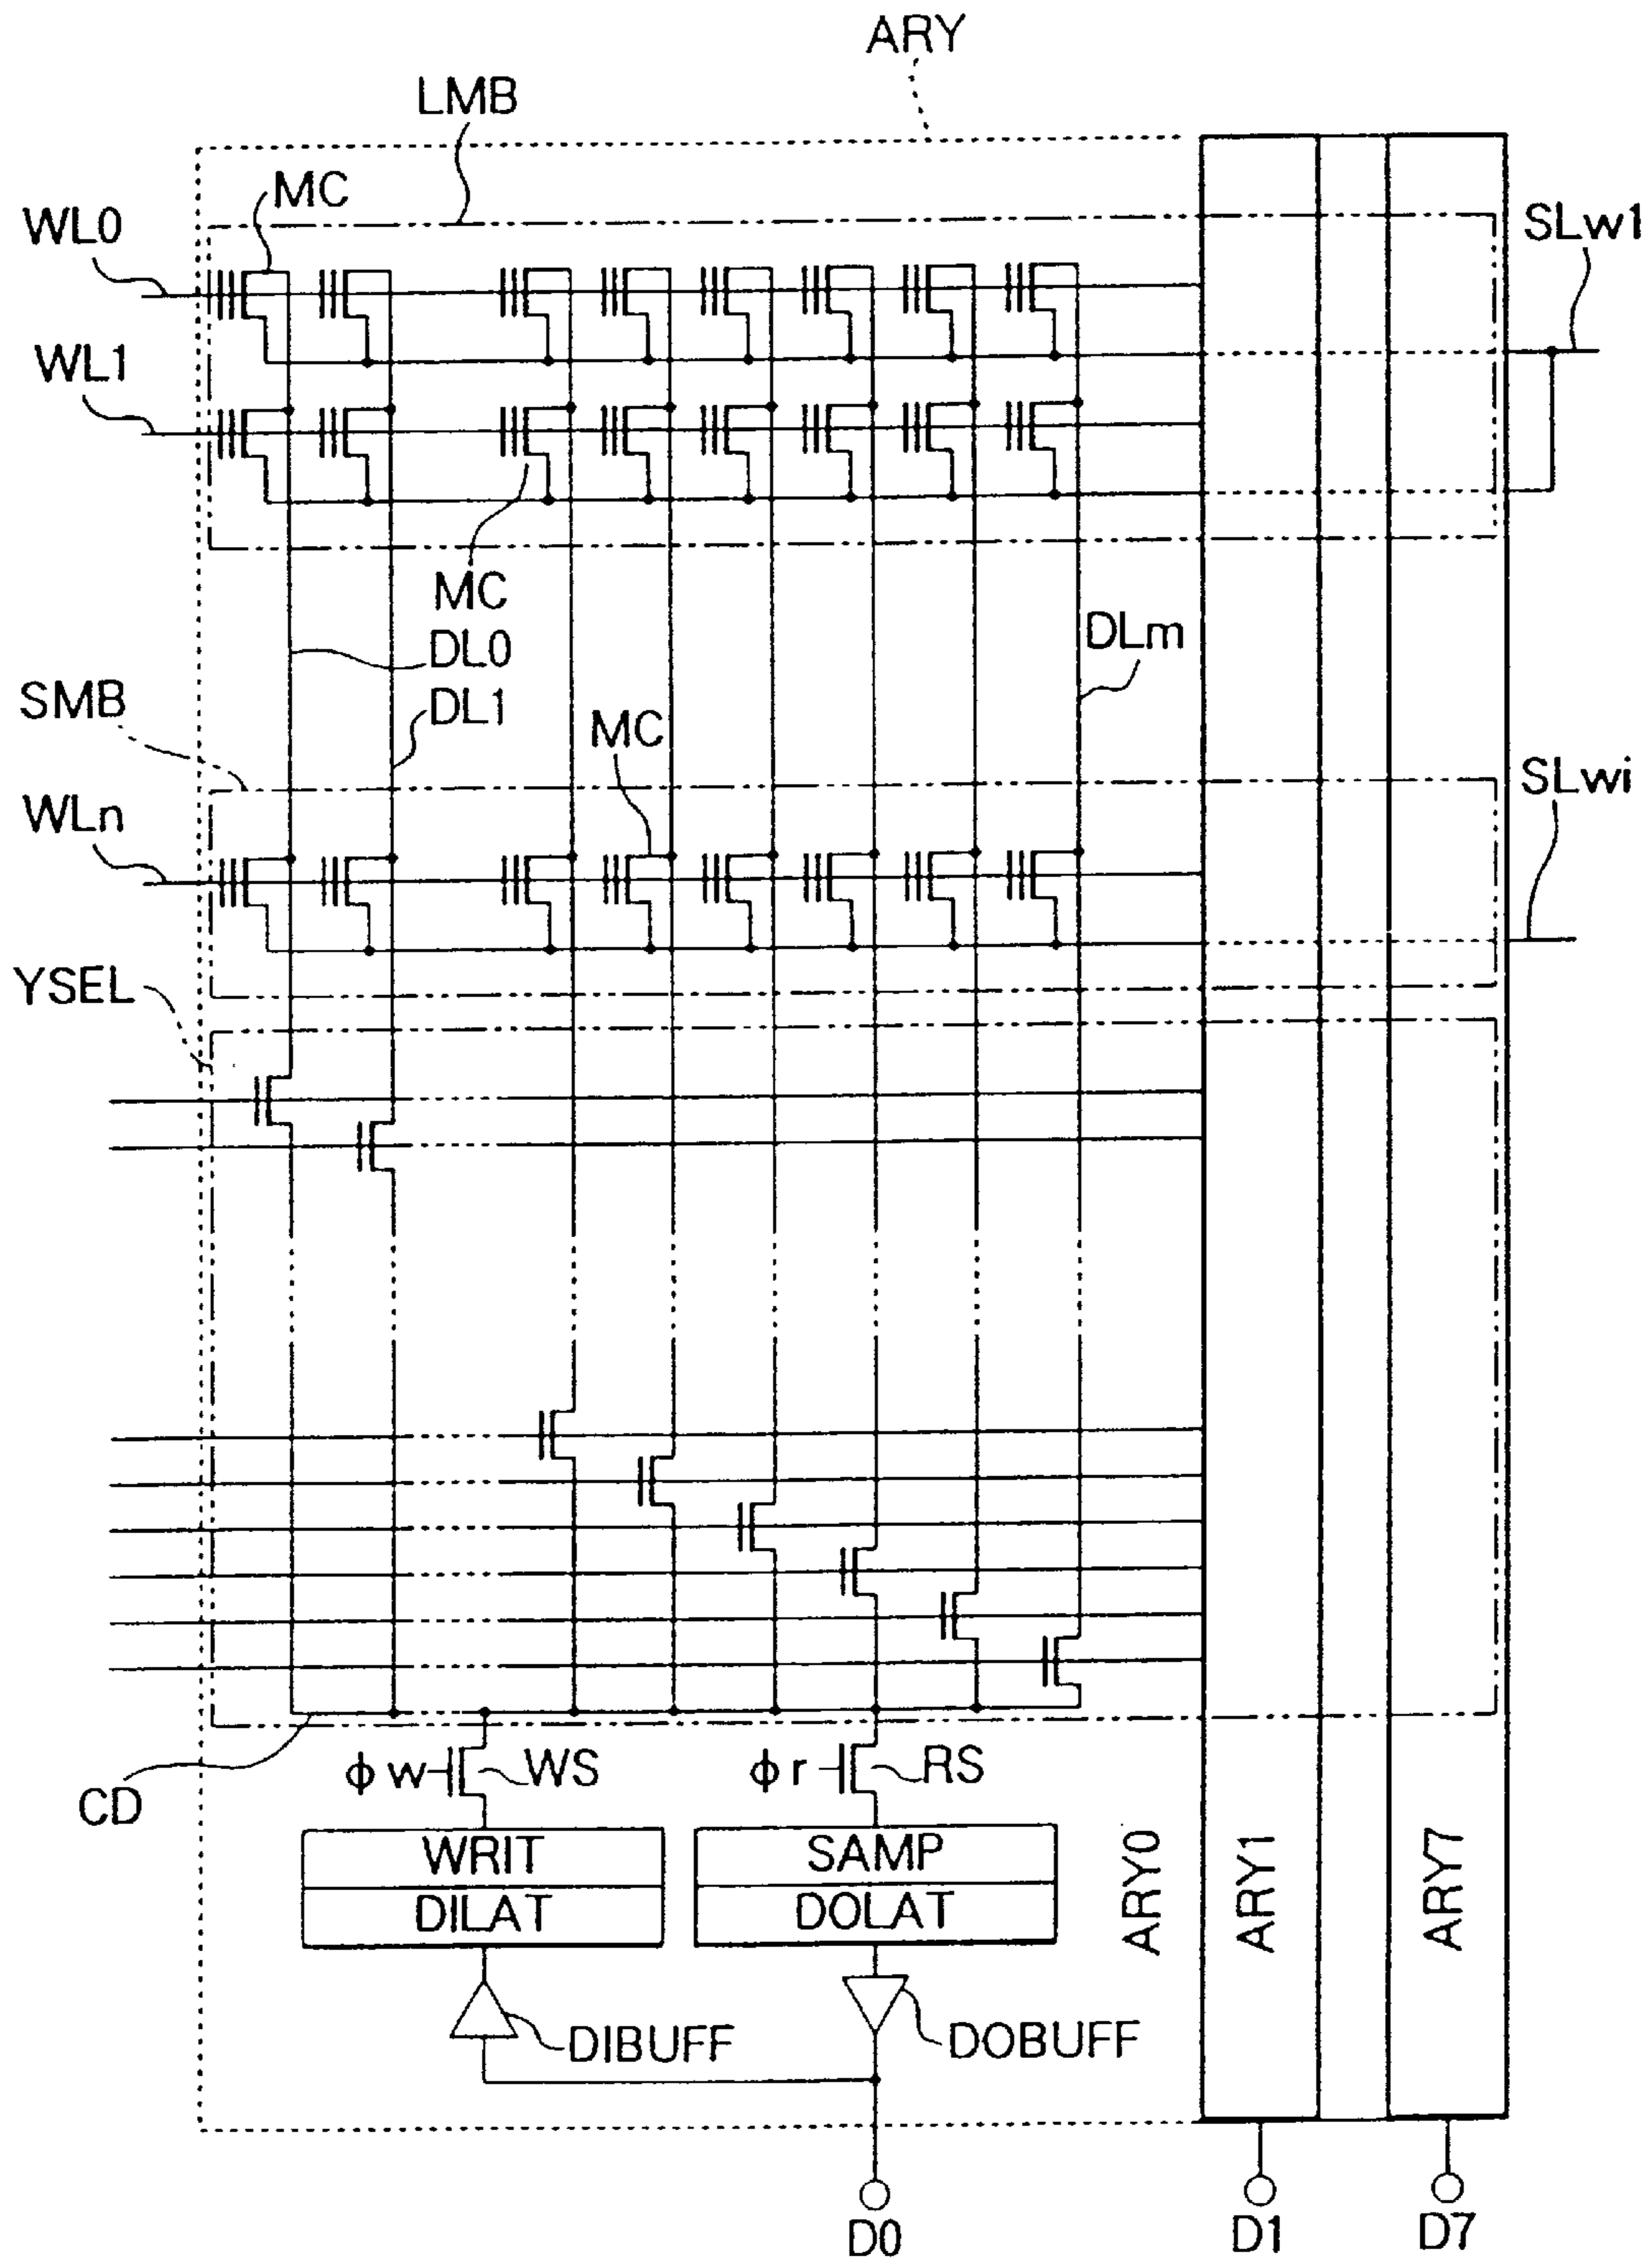 ARY
LMB
MC
WL0
SLw1
WL1
MC
DL0
DLm
SMB
DL1
MC
SLwi
WLn
YSEL
ϕw
WS
ϕr
RS
CD
WRIT
SAMP
DILAT
DOLAT
ARY0
ARY1
ARY7
DIBUFF
DOBUFF
D0
D1
D7